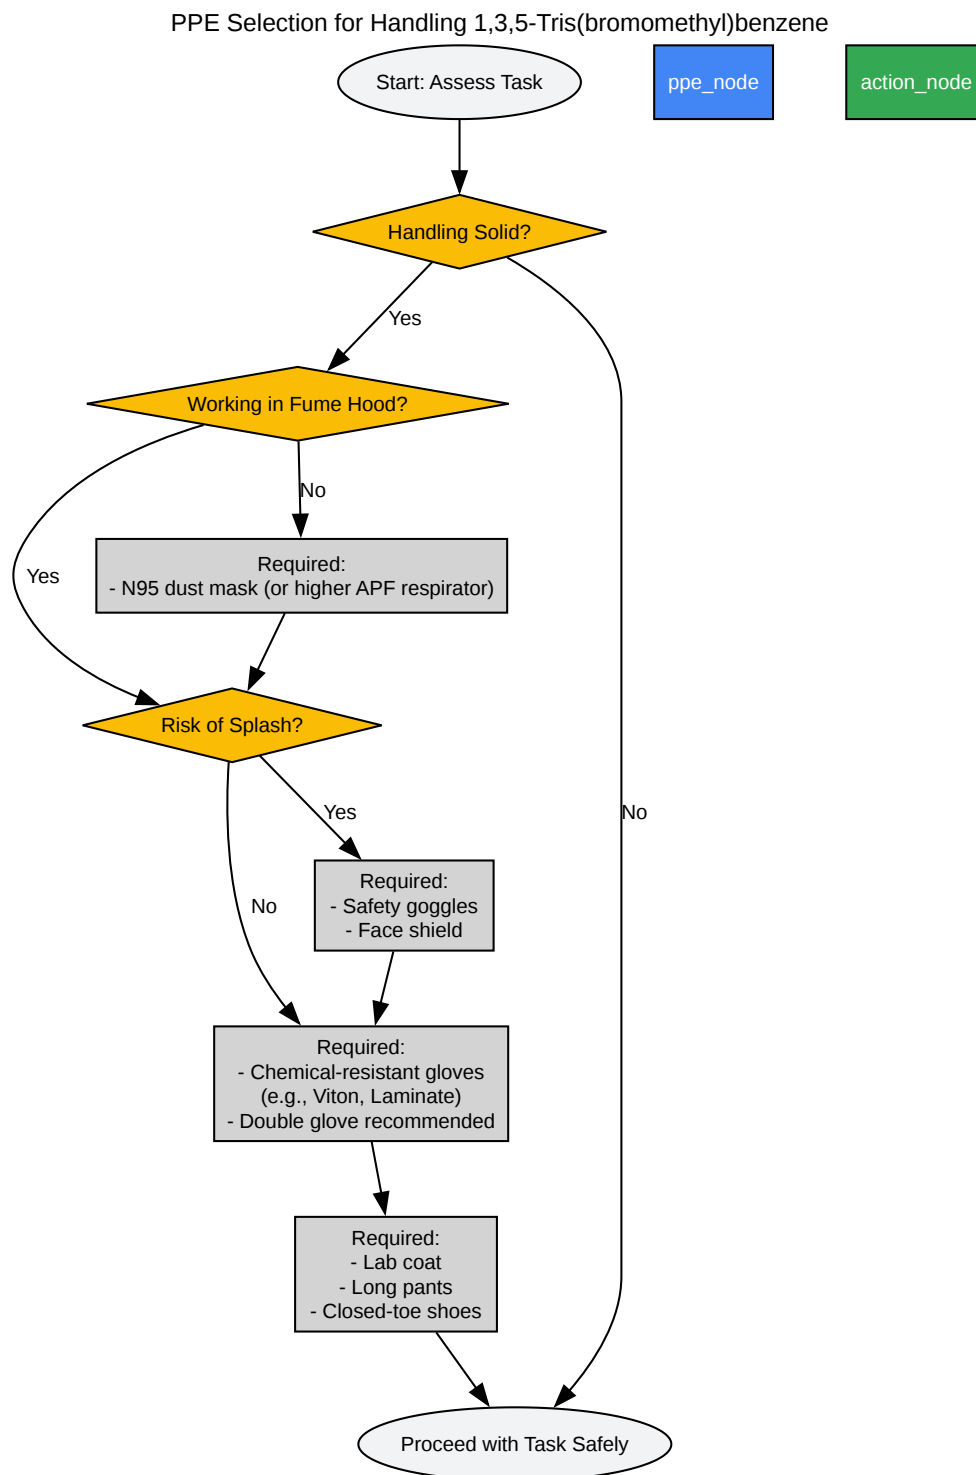 PPE Selection for Handling 1,3,5-Tris(bromomethyl)benzene
Start: Assess Task
ppe_node
action_node
Handling Solid?
Yes
Working in Fume Hood?
No
Required:
- N95 dust mask (or higher APF respirator)
Yes
Risk of Splash?
Yes
No
Required:
- Safety goggles
- Face shield
No
Required:
- Chemical-resistant gloves
(e.g., Viton, Laminate)
- Double glove recommended
Required:
- Lab coat
- Long pants
- Closed-toe shoes
Proceed with Task Safely